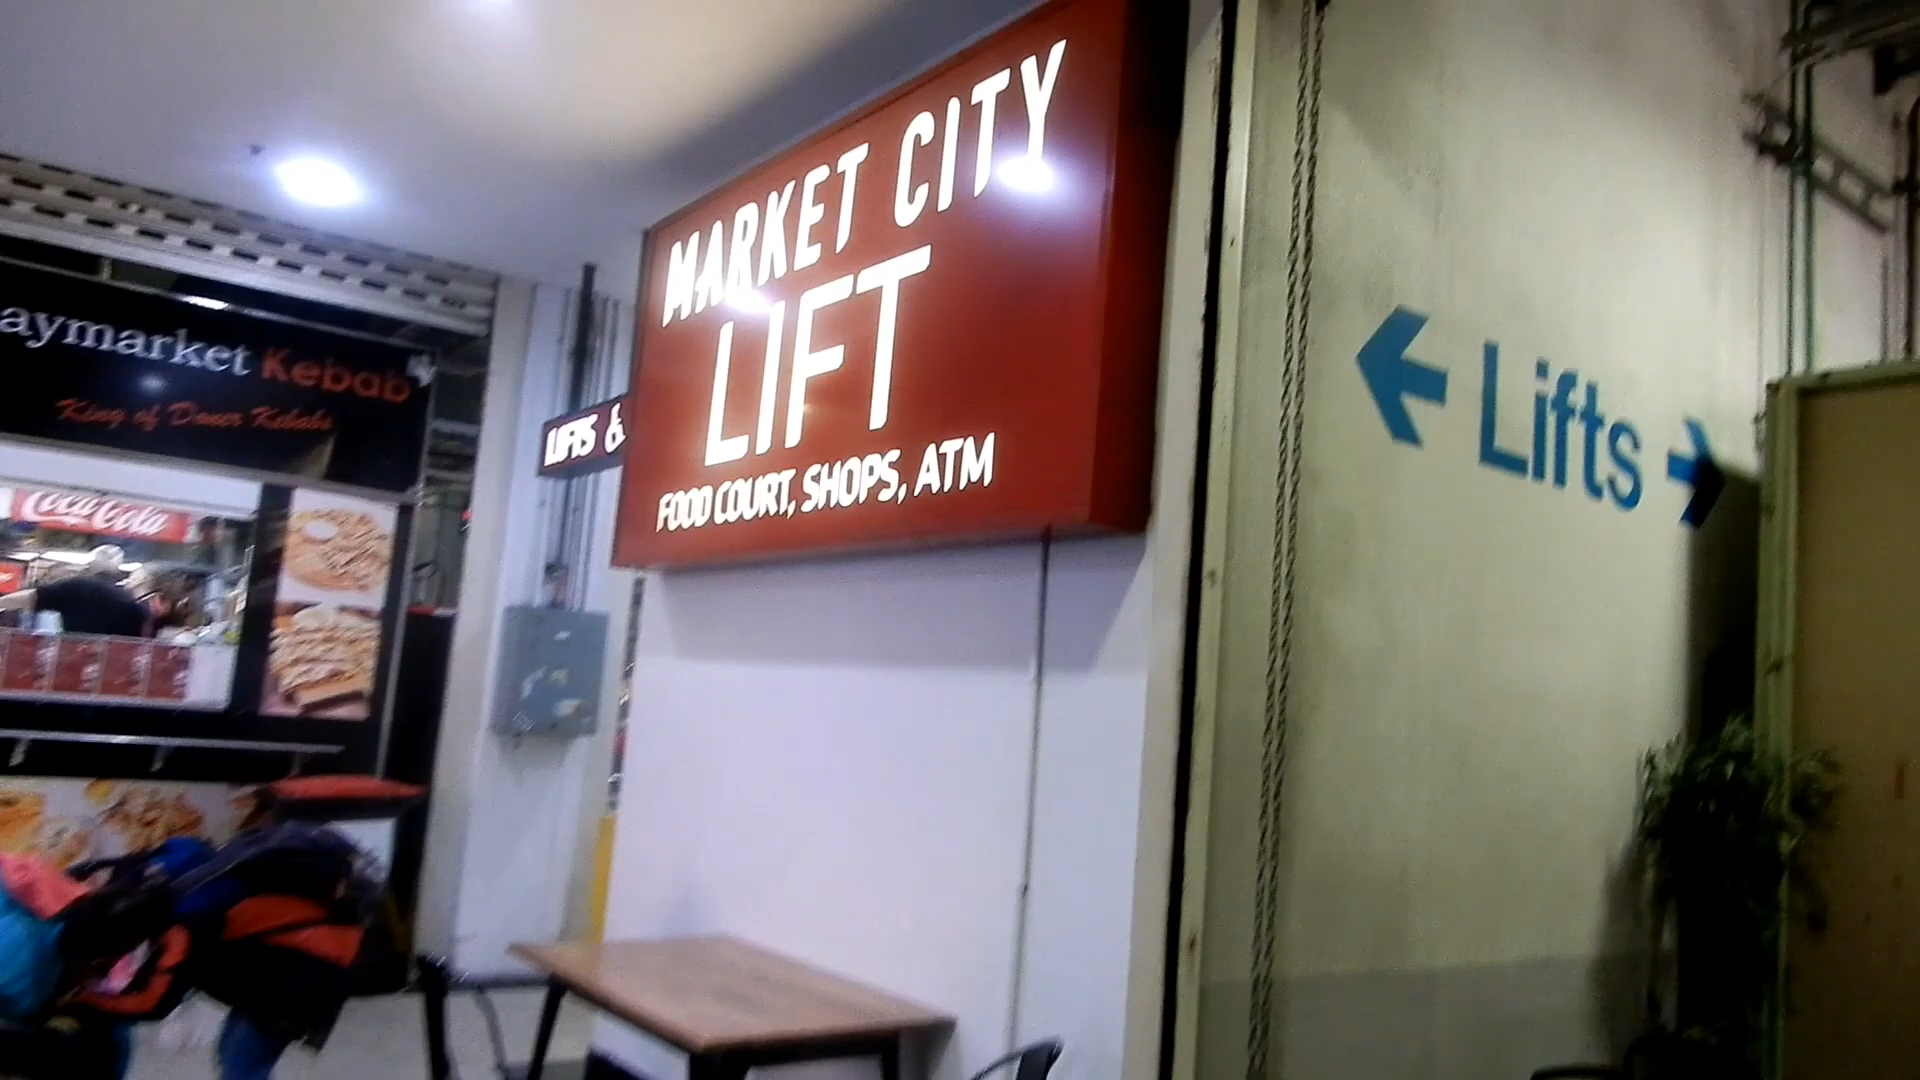 aymarket Kebab
King of Doner Kebabs
Coca-Cola
LIFTS
MARKET CITY
LIFT
FOOD COURT, SHOPS, ATM
Lifts